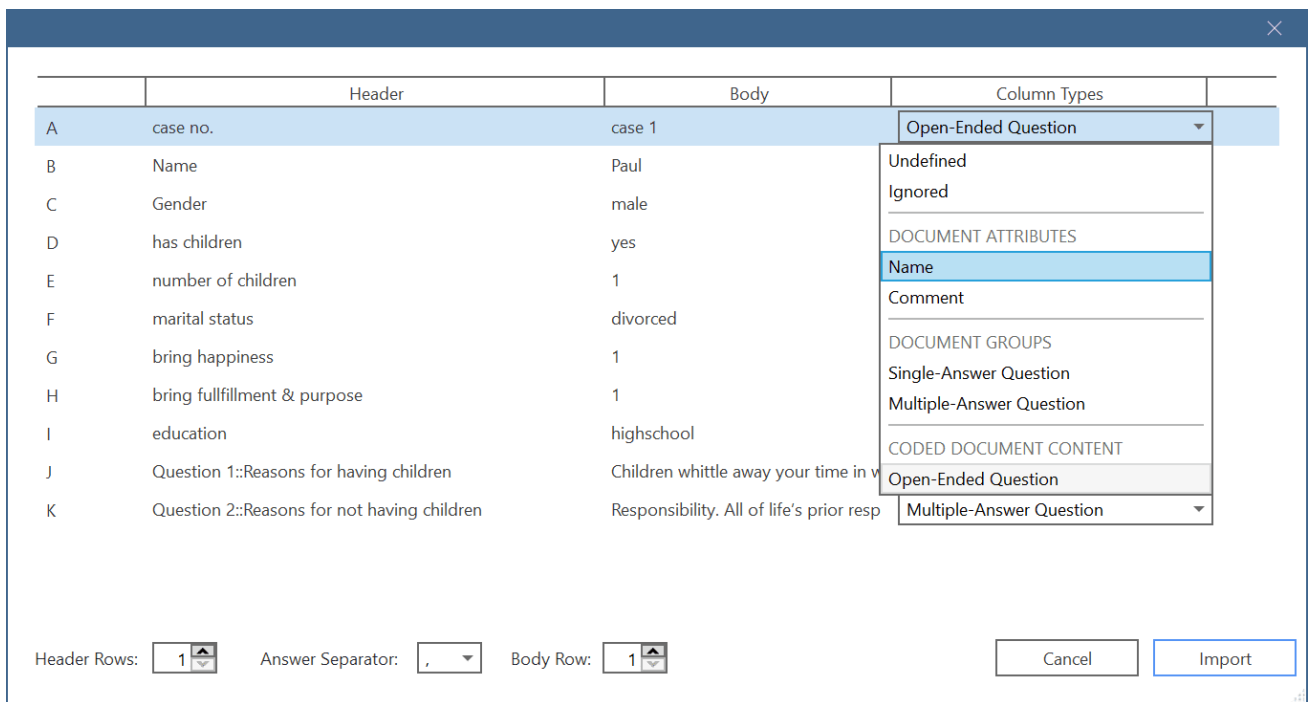 Header Body Column Types
A case no. case 1 Open-Ended Question
B Name Paul
Undefined
C Gender male
Ignored
D has children yes
DOCUMENT ATTRIBUTES
Name
E number of children 1
Comment
F marital status divorced
DOCUMENT GROUPS
G bring happiness 1
Single-Answer Question
H bring fullfillment & purpose 1
Multiple-Answer Question
I education highschool
CODED DOCUMENT CONTENT
J Question 1::Reasons for having children Children whittle away your time in w
Open-Ended Question
K Question 2::Reasons for not having children Responsibility. All of life's prior resp Multiple-Answer Question
Header Rows: 1 Answer Separator: , Body Row: 1 Cancel Import